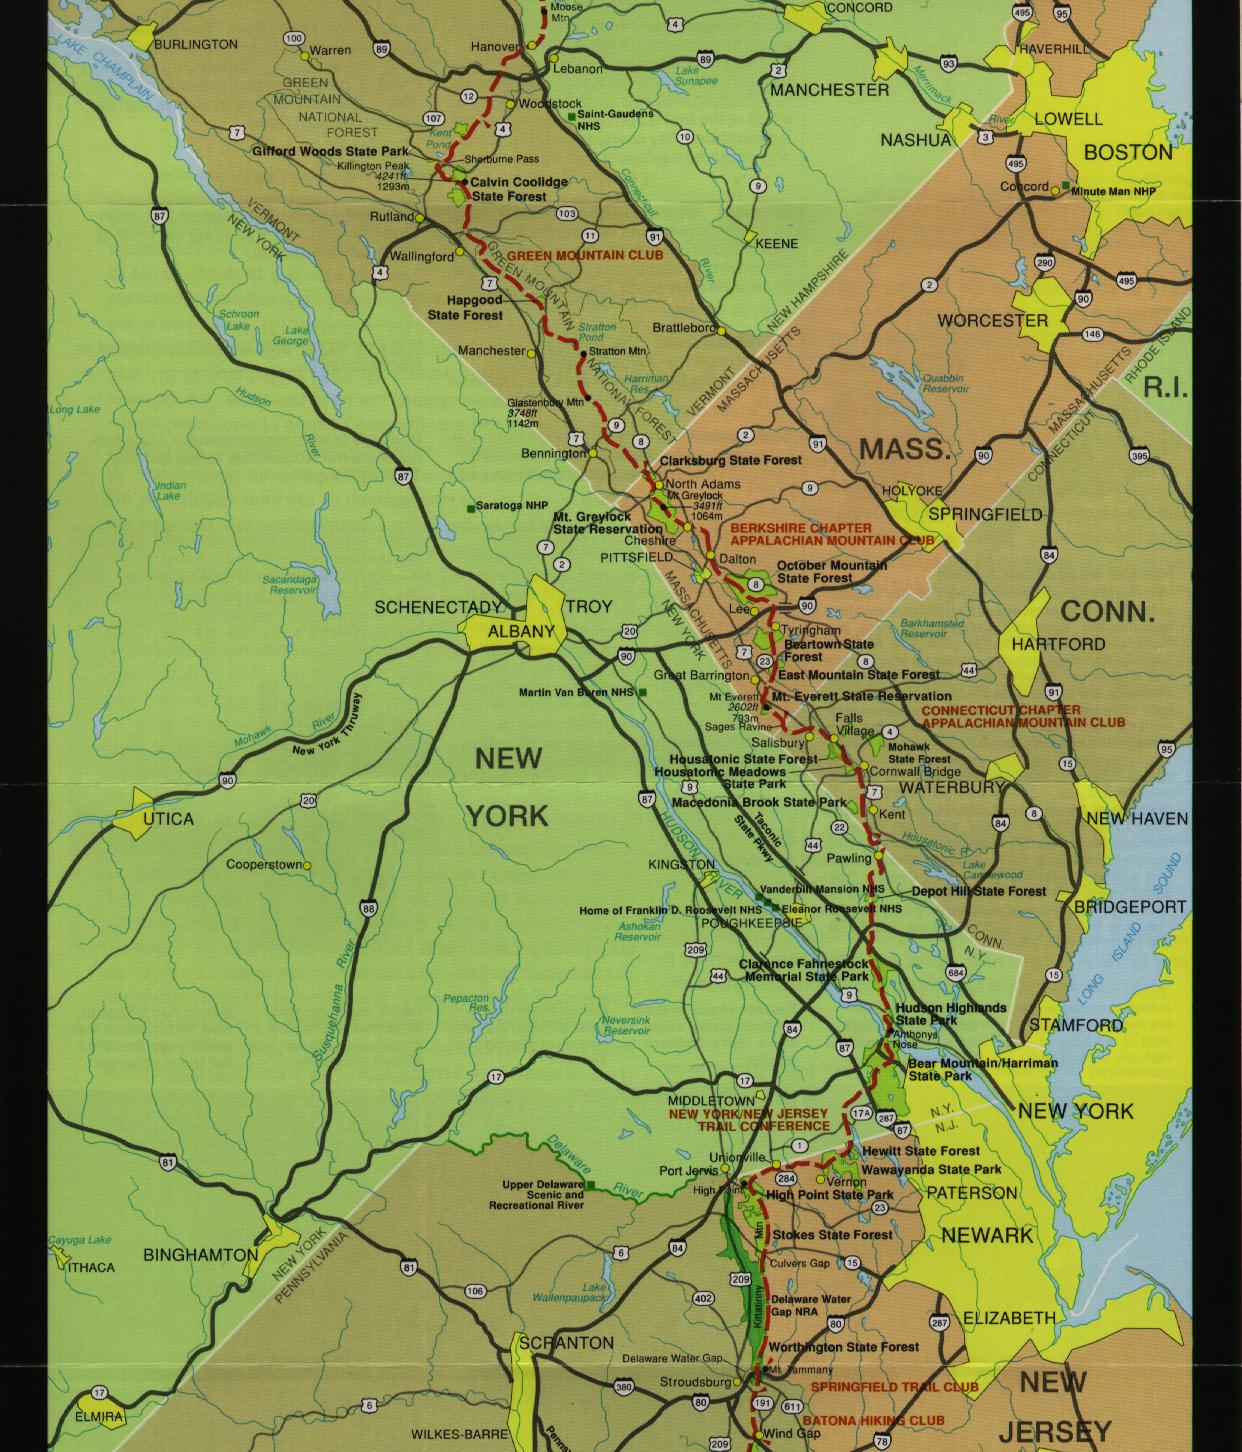 Moose
Mtn
CONCORD
495
95
4
BURLINGTON
100
Warren
89
Hanover
HAVERHILL
LAKE CHAMPLAIN
Lebanon
89
Lake
Sunapee
2
93
GREEN
MOUNTAIN
NATIONAL
FOREST
12
Woodstock
MANCHESTER
Merrimack
River
107
4
Saint-Gaudens
NHS
LOWELL
7
Kent
Pond
10
NASHUA
3
BOSTON
Gifford Woods State Park
Sherburne Pass
495
Killington Peak
4241ft
1293m
Calvin Coolidge
State Forest
Connecticut
River
9
Concord
Minute Man NHP
87
VERMONT
NEW YORK
Rutland
103
11
91
KEENE
Wallingford
GREEN MOUNTAIN CLUB
4
7
GREEN MOUNTAIN
NATIONAL FOREST
NEW HAMPSHIRE
MASSACHUSETTS
290
495
2
90
Hapgood
State Forest
Schroon
Lake
Lake
George
Stratton
Pond
Brattleboro
WORCESTER
146
Manchester
Stratton Mtn
RHODE ISLAND
MASSACHUSETTS
CONNECTICUT
R.I.
Hudson
River
Harriman
Res.
VERMONT
MASSACHUSETTS
Quabbin
Reservoir
Long Lake
Glastenbury Mtn
3748ft
1142m
9
7
8
2
91
MASS.
90
395
Bennington
Clarksburg State Forest
87
North Adams
Indian
Lake
Saratoga NHP
Mt Greylock
3491ft
1064m
9
HOLYOKE
Mt. Greylock
State Reservation
SPRINGFIELD
Cheshire
BERKSHIRE CHAPTER
APPALACHIAN MOUNTAIN CLUB
7
2
PITTSFIELD
Dalton
84
October Mountain
State Forest
Sacandaga
Reservoir
8
SCHENECTADY
TROY
MASSACHUSETTS
NEW YORK
Lee
90
CONN.
ALBANY
20
90
Tyringham
Barkhamsted
Reservoir
HARTFORD
7
23
Beartown State
Forest
8
44
Great Barrington
East Mountain State Forest
Martin Van Buren NHS
Mt Everett
2602ft
793m
Mt. Everett State Reservation
91
CONNECTICUT CHAPTER
APPALACHIAN MOUNTAIN CLUB
Sages Ravine
Falls
Village
Mohawk
River
New York Thruway
Salisbury
4
Mohawk
State Forest
95
NEW
YORK
Housatonic State Forest
Housatonic Meadows
State Park
Cornwall Bridge
15
90
20
9
87
7
WATERBURY
Macedonia Brook State Park
Kent
UTICA
Taconic
State Pkwy
22
84
8
NEW HAVEN
HUDSON RIVER
44
Housatonic R
Cooperstown
KINGSTON
Pawling
Lake
Candlewood
LONG ISLAND SOUND
Vanderbilt Mansion NHS
Depot Hill State Forest
88
Home of Franklin D. Roosevelt NHS
Eleanor Roosevelt NHS
BRIDGEPORT
POUGHKEEPSIE
Ashokan
Reservoir
CONN.
N.Y.
209
44
Clarence Fahnestock
Memorial State Park
684
15
Susquehanna River
Pepacton
Res.
9
Hudson Highlands
State Park
Neversink
Reservoir
84
Anthonys
Nose
STAMFORD
87
Bear Mountain/Harriman
State Park
17
17
MIDDLETOWN
NEW YORK/NEW JERSEY
TRAIL CONFERENCE
17A
287
87
N.Y.
N.J.
NEW YORK
1
Delaware
River
Unionville
Hewitt State Forest
81
Port Jervis
Wawayanda State Park
284
Vernon
Upper Delaware
Scenic and
Recreational River
High Point
High Point State Park
PATERSON
23
Cayuga Lake
ITHACA
BINGHAMTON
NEW YORK
PENNSYLVANIA
Stokes State Forest
NEWARK
6
84
81
Culvers Gap
15
209
Kittatinny
Mtn
106
Lake
Wallenpaupack
402
Delaware Water
Gap NRA
80
287
ELIZABETH
SCRANTON
Worthington State Forest
Delaware Water Gap
Mt Tammany
17
ELMIRA
380
Stroudsburg
SPRINGFIELD TRAIL CLUB
NEW
JERSEY
6
80
191
611
BATONA HIKING CLUB
WILKES-BARRE
209
Wind Gap
78